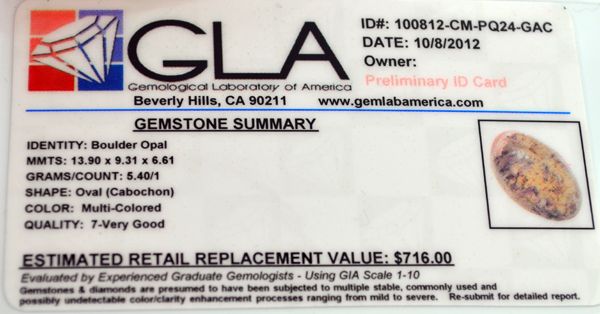 GLA
Gemological Laboratory of America
Beverly Hills, CA 90211 www.gemlabamerica.com
ID#: 100812-CM-PQ24-GAC
DATE: 10/8/2012
Owner:
Preliminary ID Card
GEMSTONE SUMMARY
IDENTITY: Boulder Opal
MMTS: 13.90 x 9.31 x 6.61
GRAMS/COUNT: 5.40/1
SHAPE: Oval (Cabochon)
COLOR: Multi-Colored
QUALITY: 7-Very Good
ESTIMATED RETAIL REPLACEMENT VALUE: $716.00
Evaluated by Experienced Graduate Gemologists - Using GIA Scale 1-10
Gemstones & diamonds are presumed to have been subjected to multiple stable, commonly used and
possibly undetectable color/clarity enhancement processes ranging from mild to severe. Re-submit for detailed report.